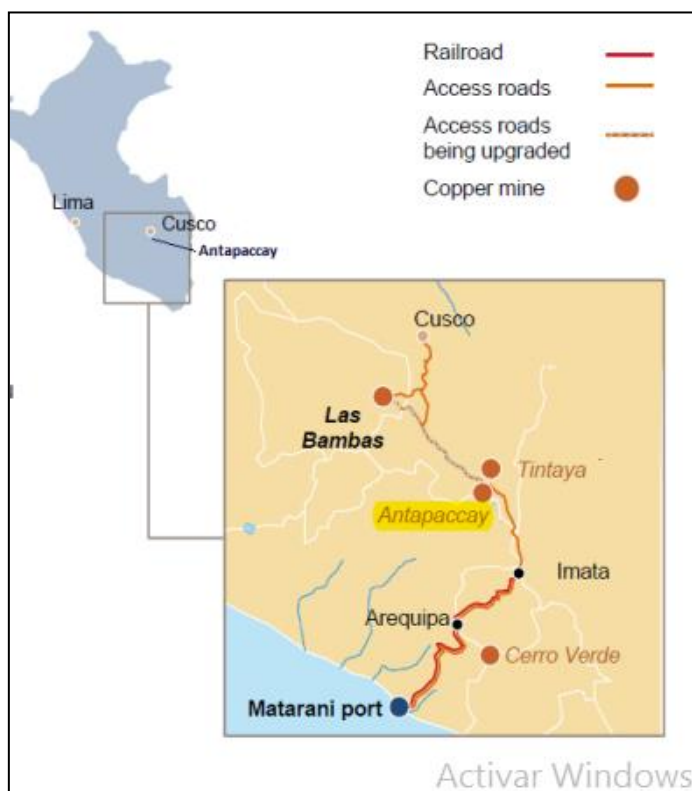 Railroad
Access roads
Access roads
being upgraded
Copper mine
Lima
Cusco
Antapaccay
Cusco
Las
Bambas
Tintaya
Antapaccay
Imata
Arequipa
Cerro Verde
Matarani port
Activar Windows